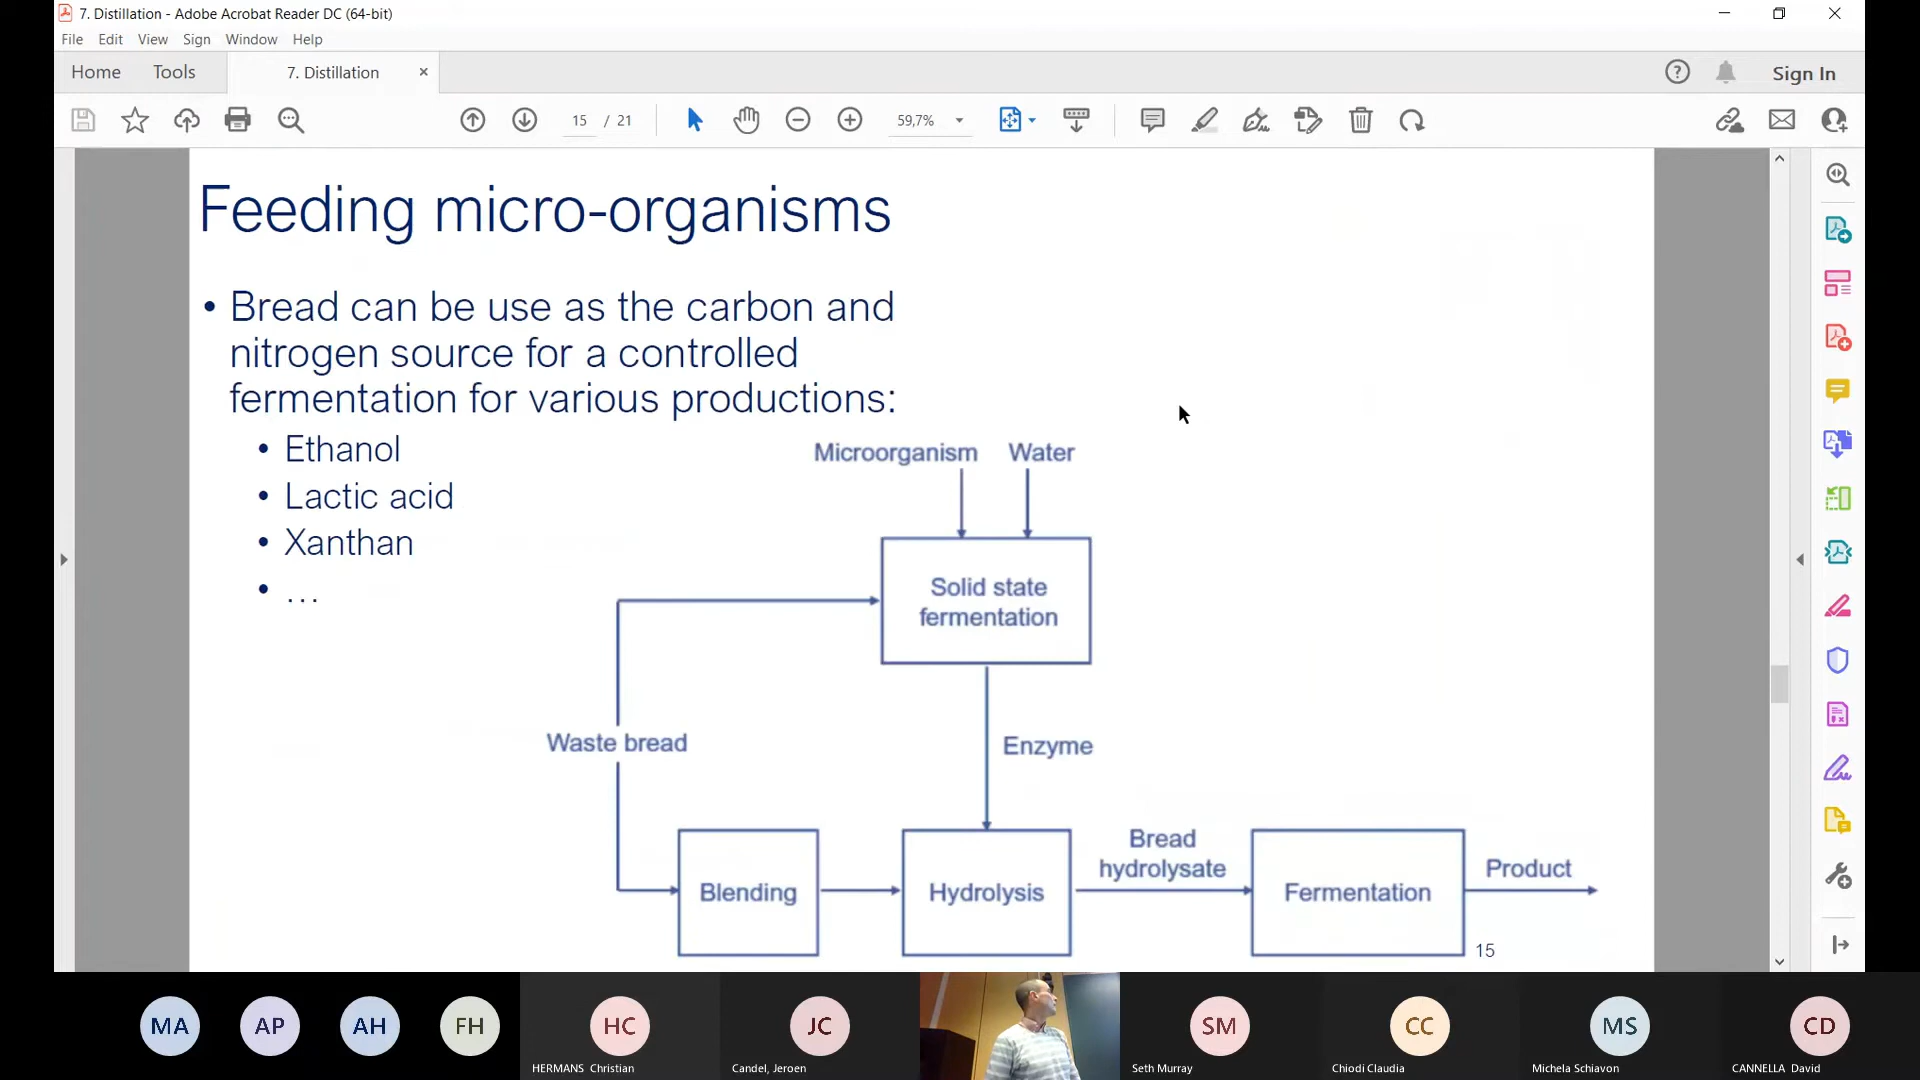 7. Distillation - Adobe Acrobat Reader DC (64-bit)
File Edit View Sign Window Help
Home Tools 7. Distillation × Sign In
15 / 21 59,7%
Feeding micro-organisms
• Bread can be use as the carbon and
nitrogen source for a controlled
fermentation for various productions:
• Ethanol
• Lactic acid
• Xanthan
• …
Microorganism Water
Solid state
fermentation
Waste bread
Enzyme
Blending
Hydrolysis
Bread
hydrolysate
Fermentation
Product
15
MA AP AH FH HC JC SM CC MS CD
HERMANS Christian Candel, Jeroen Seth Murray Chiodi Claudia Michela Schiavon CANNELLA David